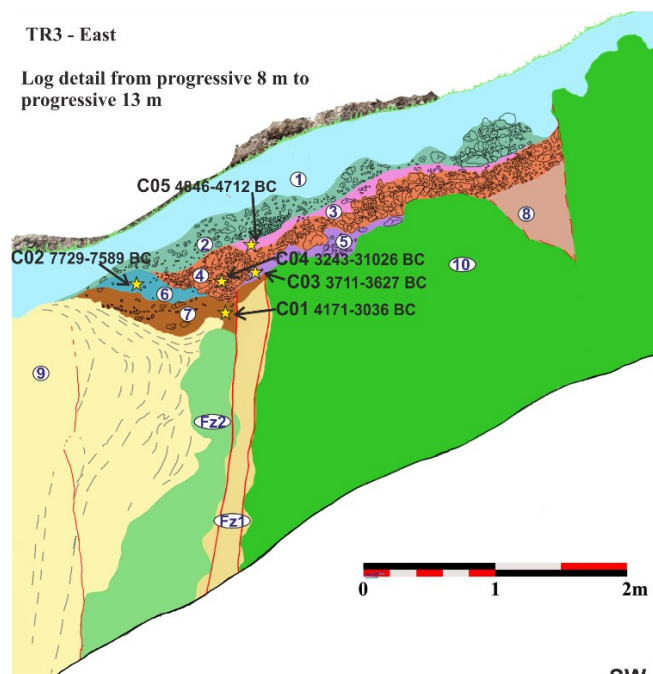 TR3 - East
Log detail from progressive 8 m to
progressive 13 m
1
C05 4846-4712 BC
3
2
8
5
C02 7729-7589 BC
C04 3243-31026 BC
4
10
C03 3711-3627 BC
6
C01 4171-3036 BC
7
9
Fz2
Fz1
0 1 2m
SW